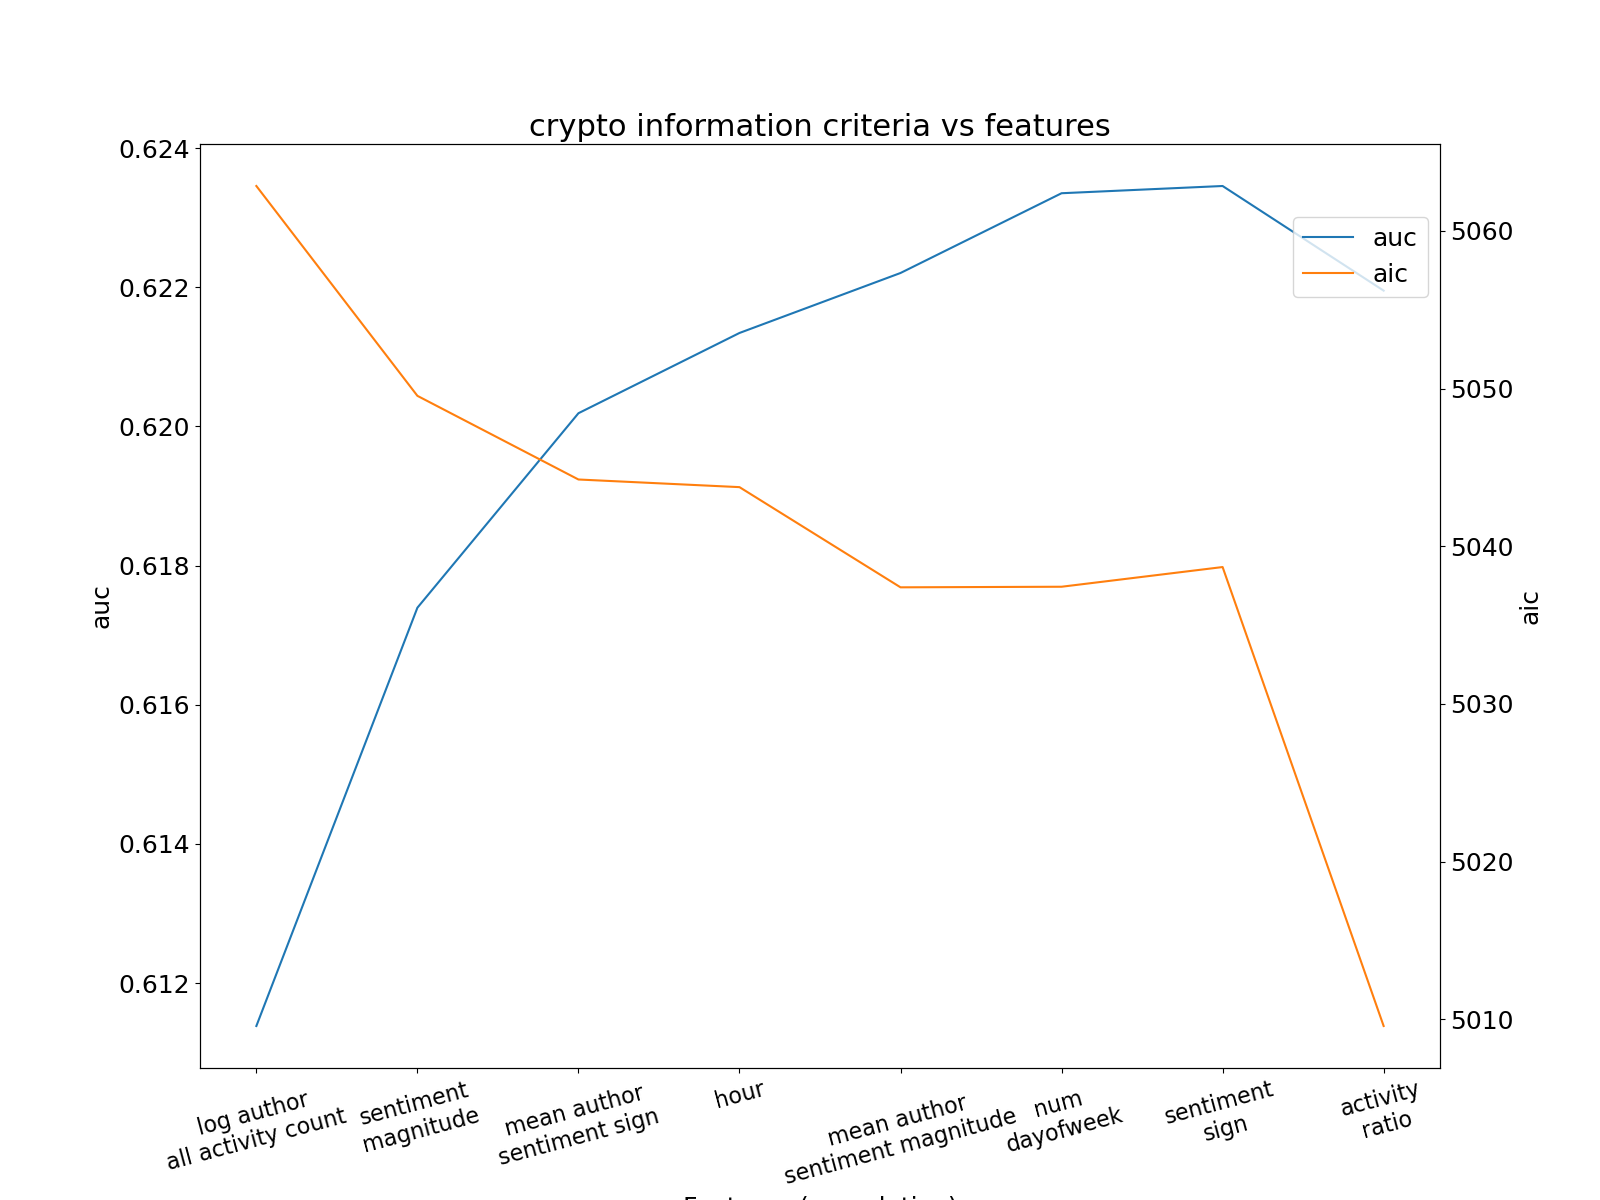 crypto information criteria vs features
0.624
0.622
0.620
0.618
0.616
0.614
0.612
auc
5060
5050
5040
5030
5020
5010
aic
auc
aic
log author
all activity count
sentiment
magnitude
mean author
sentiment sign
hour
mean author
sentiment magnitude
num
dayofweek
sentiment
sign
activity
ratio